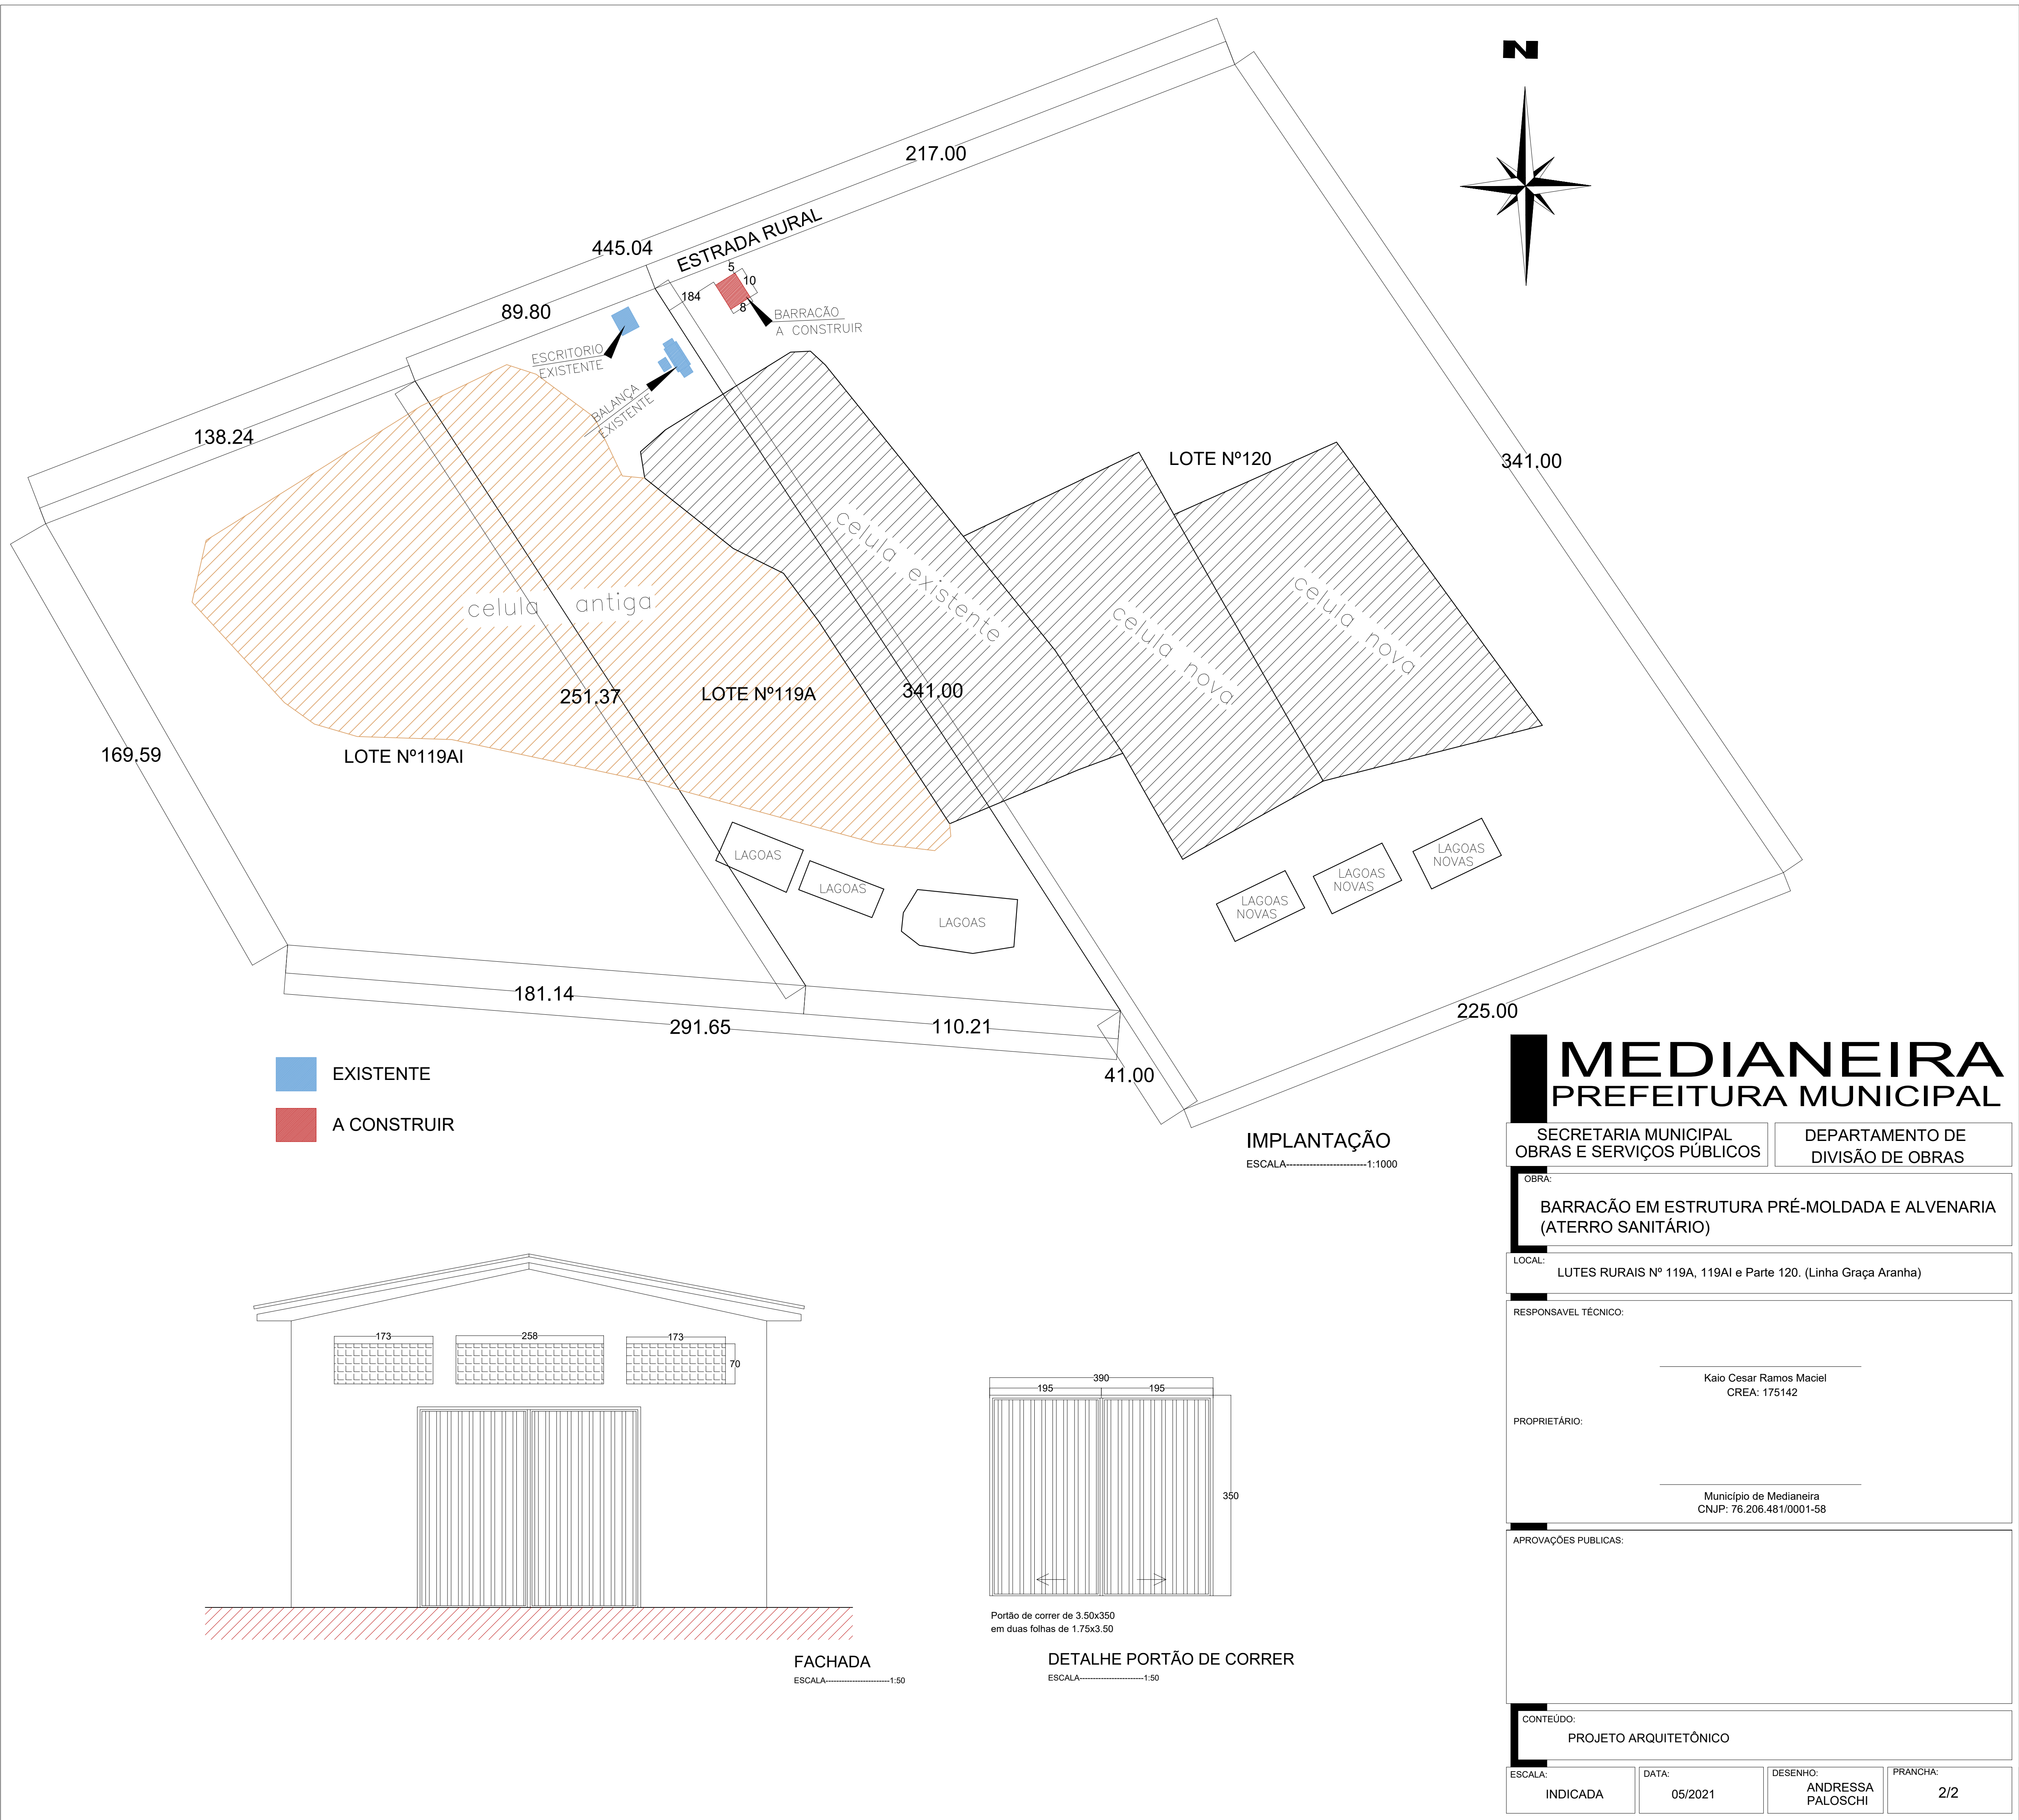 N
217.00
445.04
ESTRADA RURAL
5
10
184
8
BARRACÃO
A CONSTRUIR
89.80
ESCRITORIO
EXISTENTE
BALANÇA
EXISTENTE
138.24
LOTE Nº120
341.00
celula existente
celula nova
celula nova
celula antiga
251.37
LOTE Nº119A
341.00
169.59
LOTE Nº119AI
LAGOAS
LAGOAS
LAGOAS
LAGOAS
NOVAS
LAGOAS
NOVAS
LAGOAS
NOVAS
181.14
291.65
110.21
225.00
41.00
EXISTENTE
A CONSTRUIR
IMPLANTAÇÃO
ESCALA------------------------1:1000
173
258
173
70
FACHADA
ESCALA------------------------1:50
390
195
195
350
Portão de correr de 3.50x350
em duas folhas de 1.75x3.50
DETALHE PORTÃO DE CORRER
ESCALA------------------------1:50
MEDIANEIRA
PREFEITURA MUNICIPAL
SECRETARIA MUNICIPAL
OBRAS E SERVIÇOS PÚBLICOS
DEPARTAMENTO DE
DIVISÃO DE OBRAS
OBRA:
BARRACÃO EM ESTRUTURA PRÉ-MOLDADA E ALVENARIA
(ATERRO SANITÁRIO)
LOCAL:
LUTES RURAIS Nº 119A, 119AI e Parte 120. (Linha Graça Aranha)
RESPONSAVEL TÉCNICO:
Kaio Cesar Ramos Maciel
CREA: 175142
PROPRIETÁRIO:
Município de Medianeira
CNJP: 76.206.481/0001-58
APROVAÇÕES PUBLICAS:
CONTEÚDO:
PROJETO ARQUITETÔNICO
ESCALA:
INDICADA
DATA:
05/2021
DESENHO:
ANDRESSA
PALOSCHI
PRANCHA:
2/2